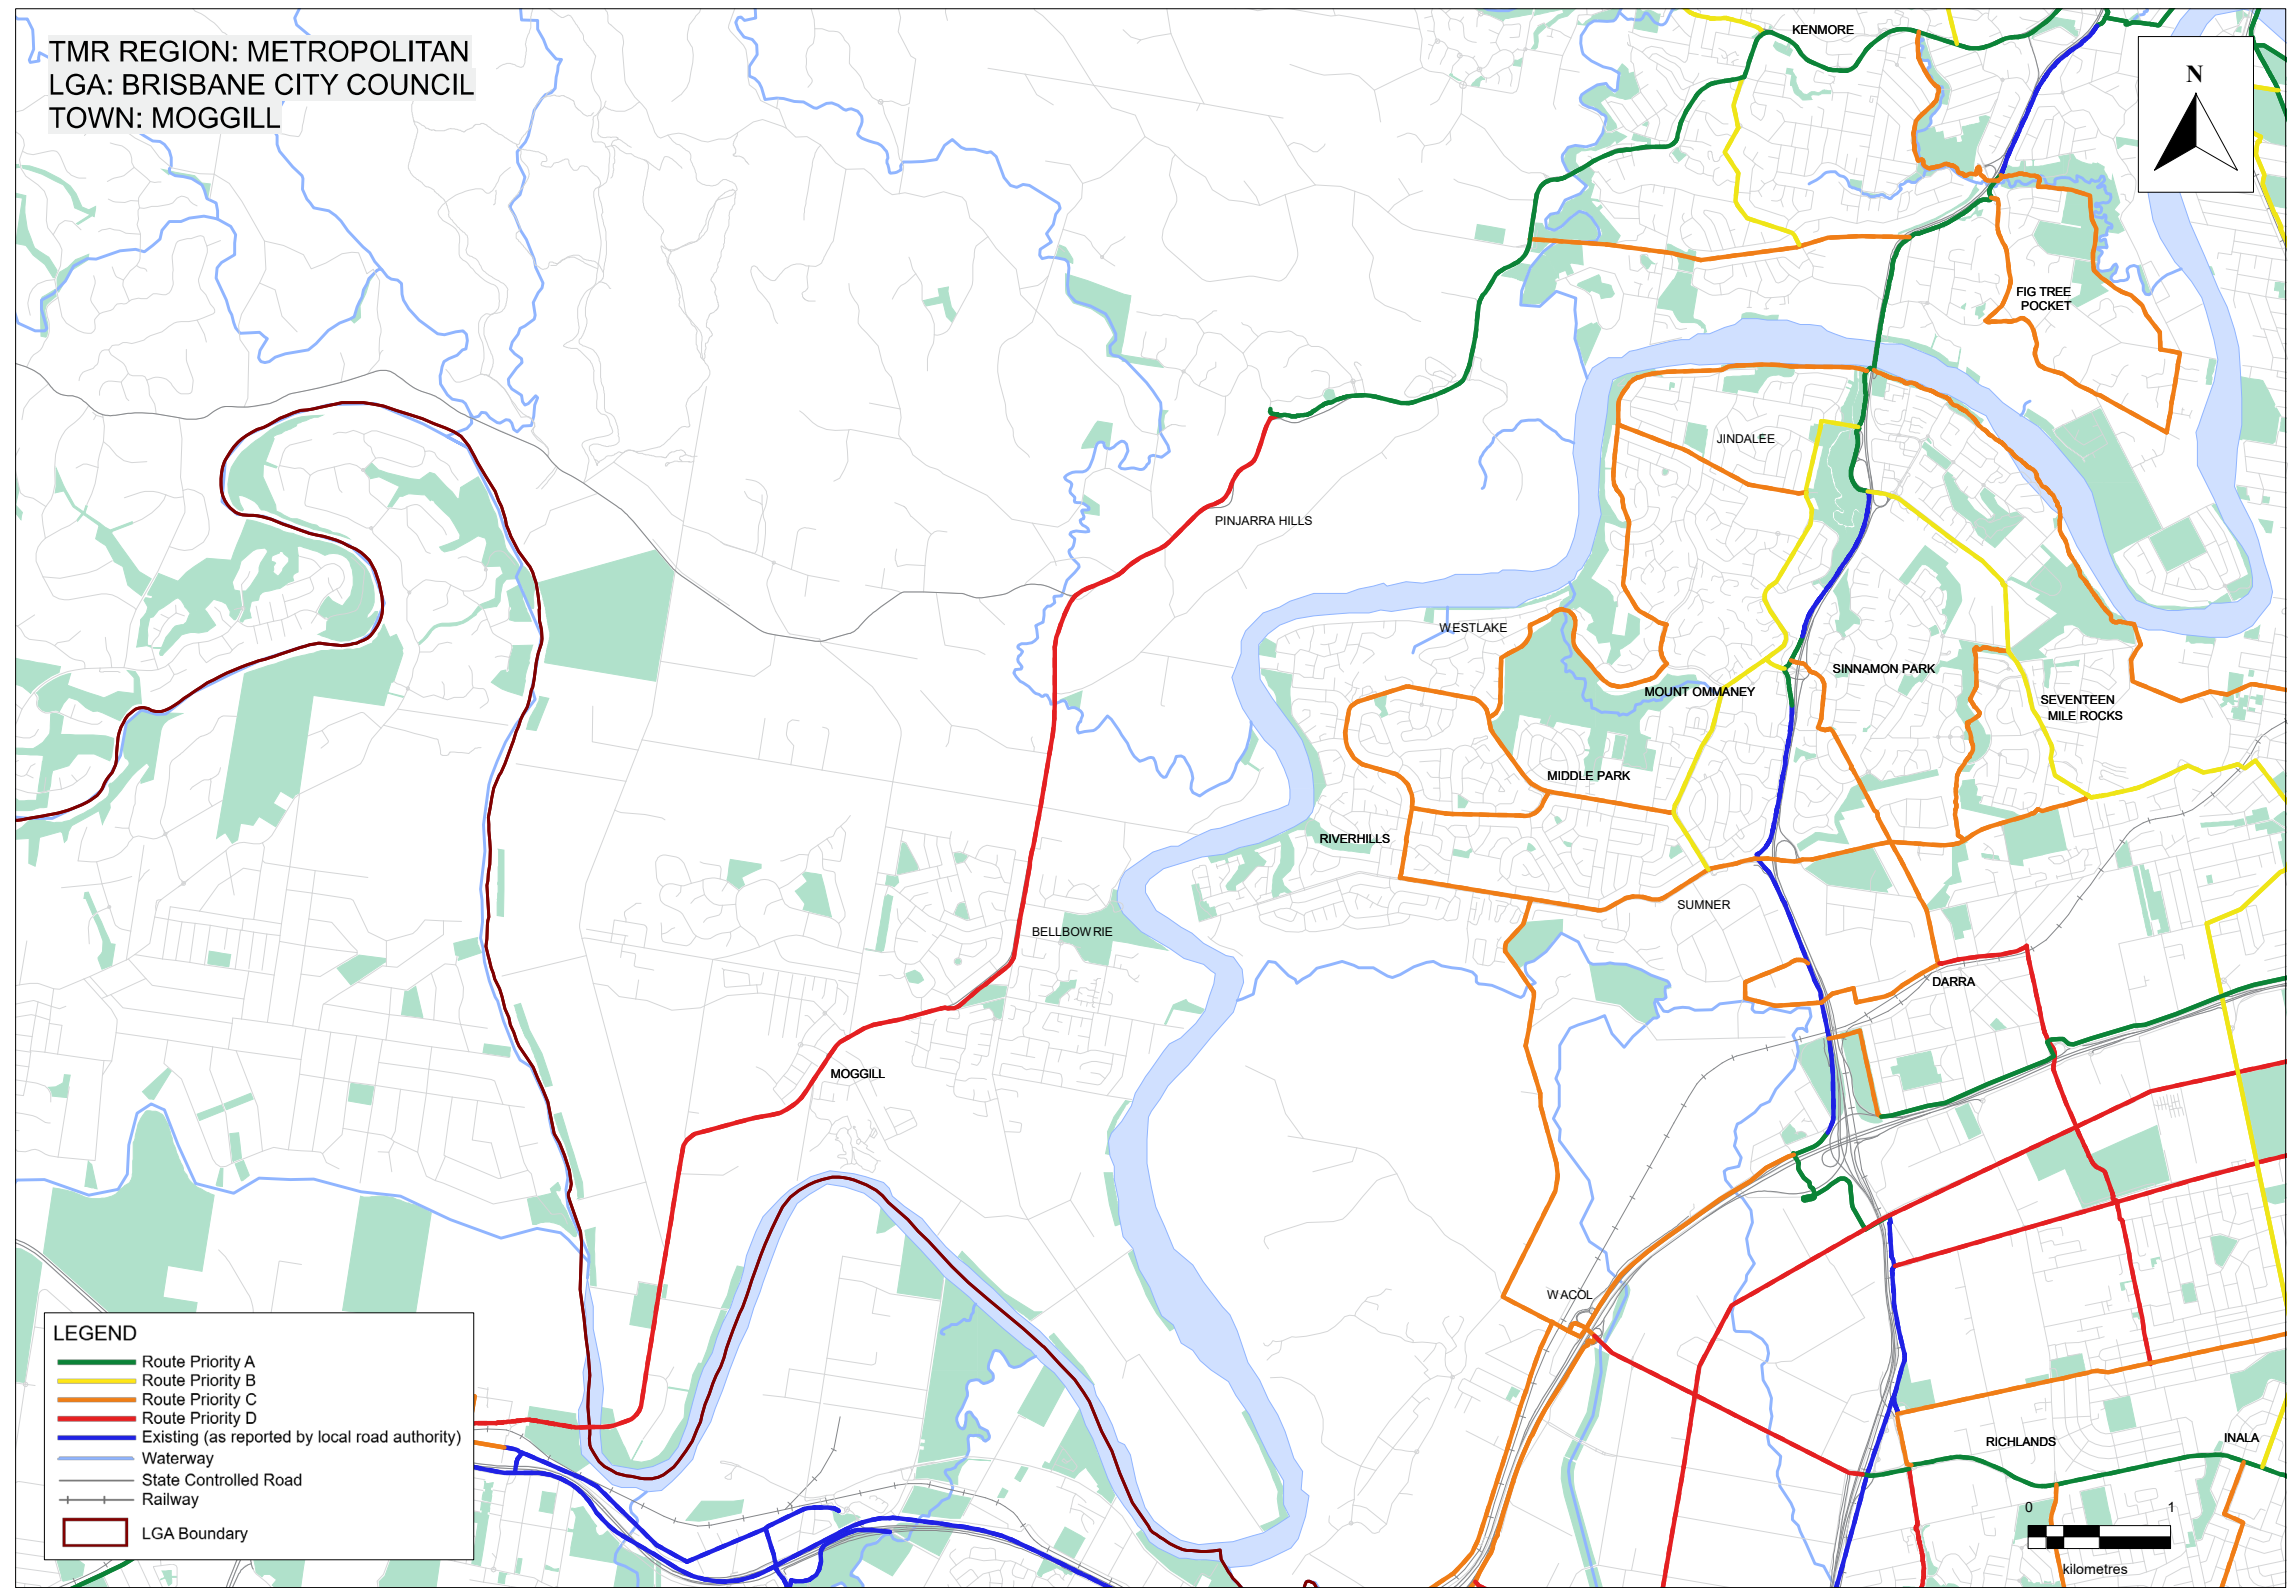 TMR REGION: METROPOLITAN
LGA: BRISBANE CITY COUNCIL
TOWN: MOGGILL
KENMORE
N
FIG TREE
POCKET
JINDALEE
PINJARRA HILLS
WESTLAKE
SINNAMON PARK
MOUNT OMMANEY
SEVENTEEN
MILE ROCKS
MIDDLE PARK
RIVERHILLS
SUMNER
BELLBOWRIE
DARRA
MOGGILL
WACOL
LEGEND
Route Priority A
Route Priority B
Route Priority C
Route Priority D
Existing (as reported by local road authority)
Waterway
State Controlled Road
Railway
LGA Boundary
RICHLANDS
INALA
0 1
kilometres